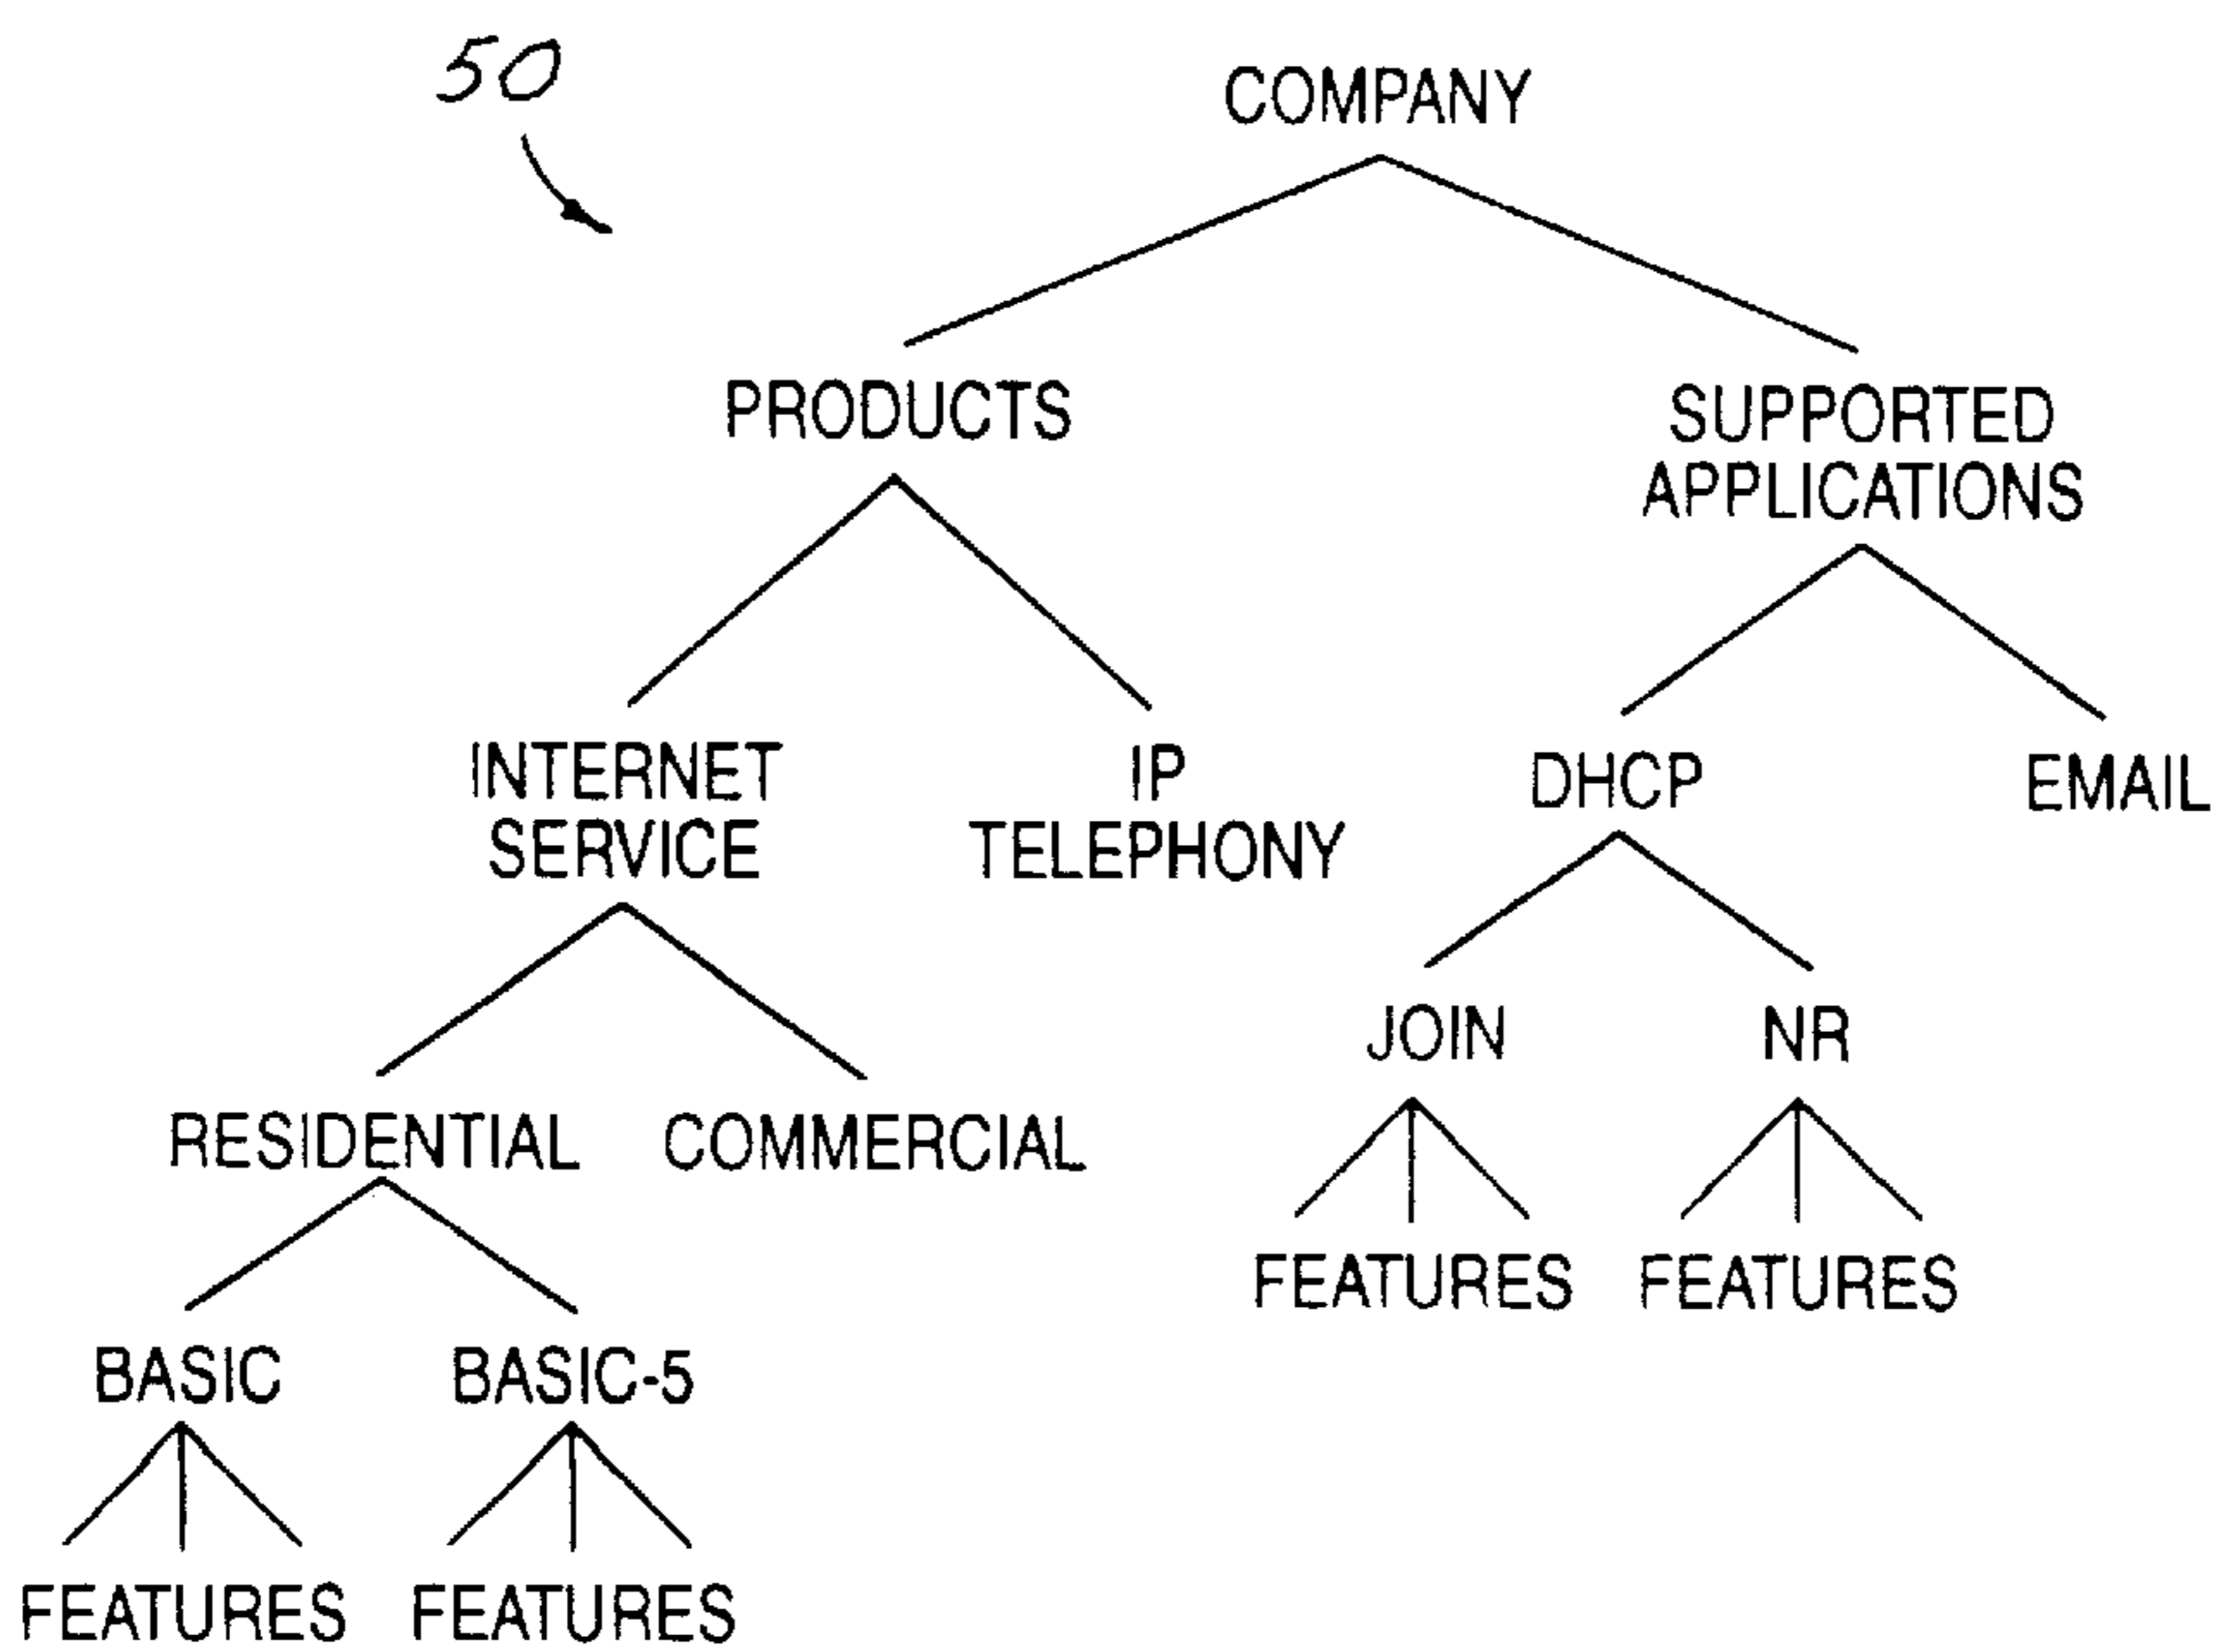 50
COMPANY
PRODUCTS
SUPPORTED
APPLICATIONS
INTERNET
SERVICE
IP
TELEPHONY
DHCP
EMAIL
JOIN
NR
RESIDENTIAL
COMMERCIAL
FEATURES
FEATURES
BASIC
BASIC-5
FEATURES
FEATURES